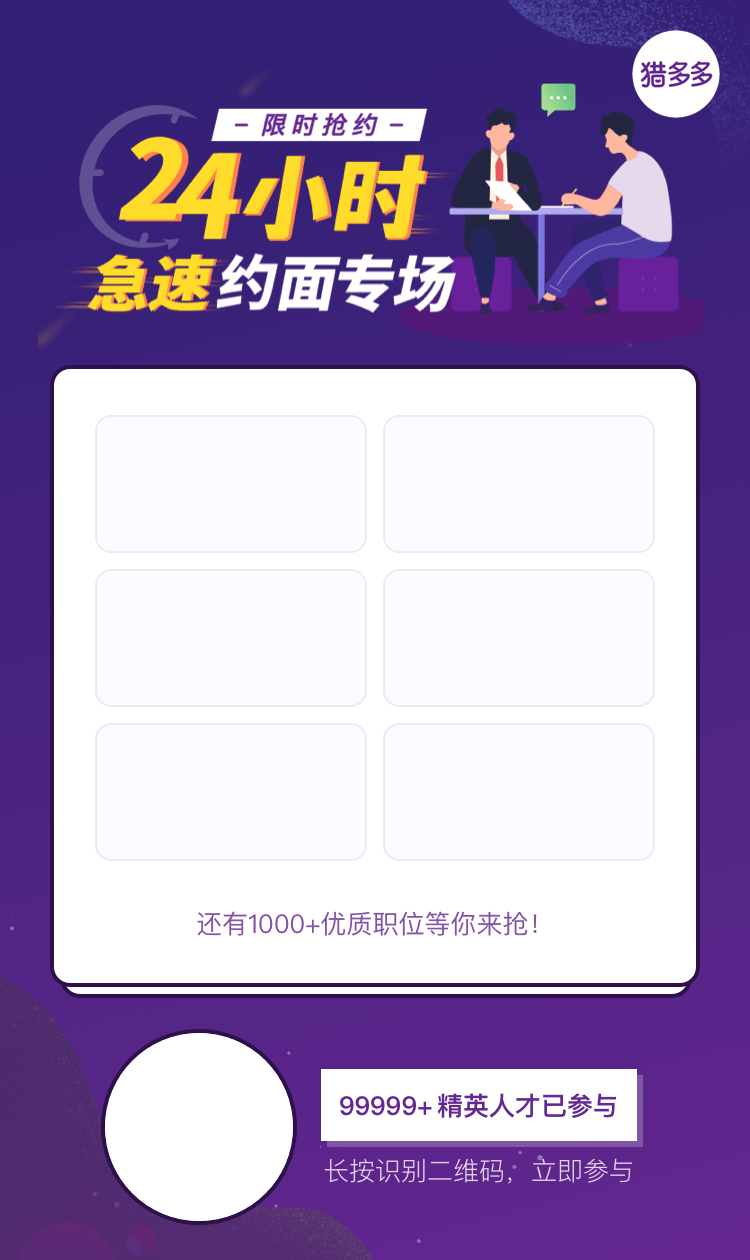 猎多多
– 限时抢约 –
24小时
急速约面专场
还有1000+优质职位等你来抢!
99999+ 精英人才已参与
长按识别二维码，立即参与